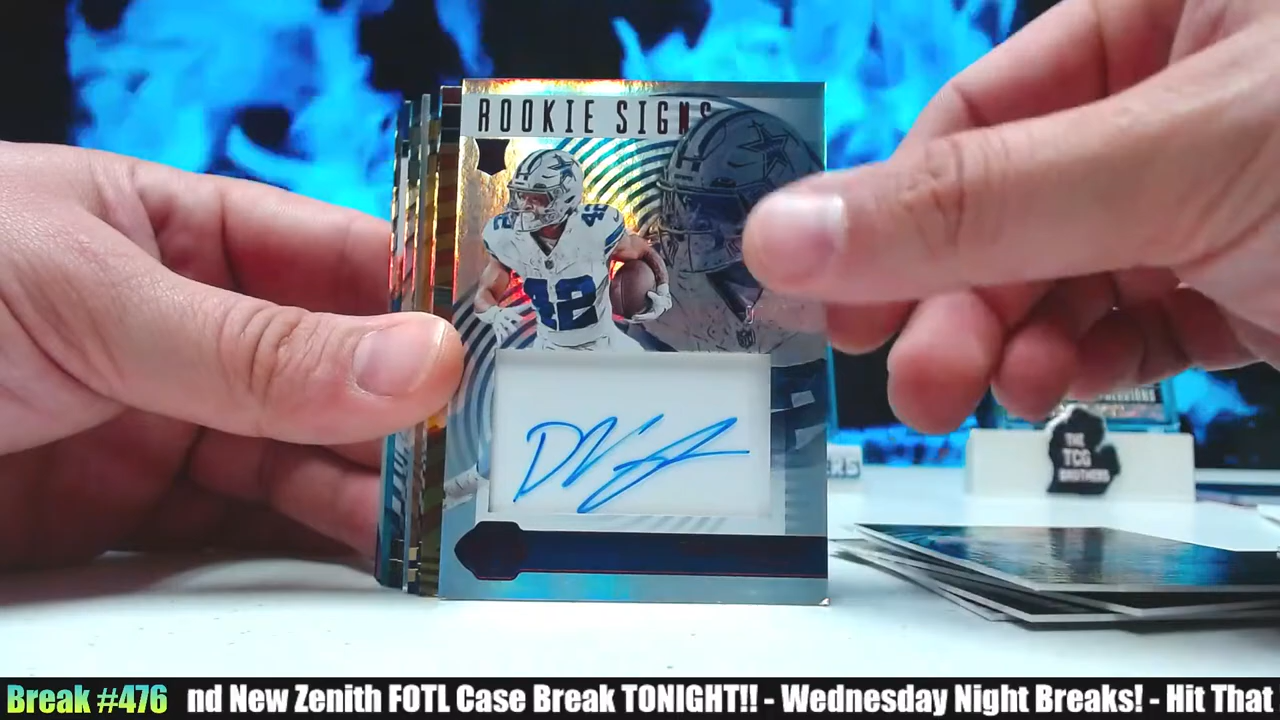 ROOKIE SIGNS
42
42
THE
TCG
BROTHERS
Break #476 nd New Zenith FOTL Case Break TONIGHT!! - Wednesday Night Breaks! - Hit That